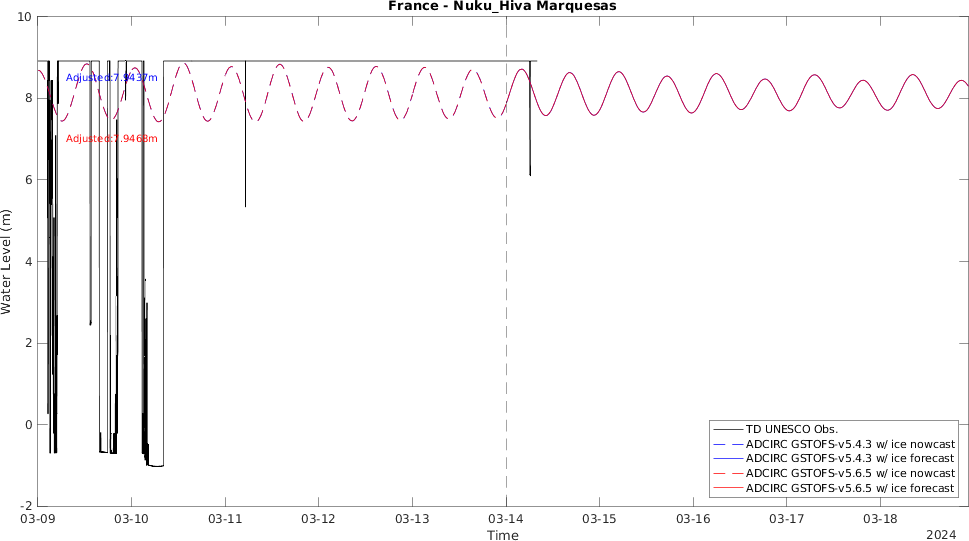 France - Nuku_Hiva Marquesas
10
8
6
4
2
0
-2
Water Level (m)
Adjusted:7.9437m
Adjusted:7.9468m
TD UNESCO Obs.
ADCIRC GSTOFS-v5.4.3 w/ ice nowcast
ADCIRC GSTOFS-v5.4.3 w/ ice forecast
ADCIRC GSTOFS-v5.6.5 w/ ice nowcast
ADCIRC GSTOFS-v5.6.5 w/ ice forecast
03-09 03-10 03-11 03-12 03-13 03-14 03-15 03-16 03-17 03-18
Time
2024